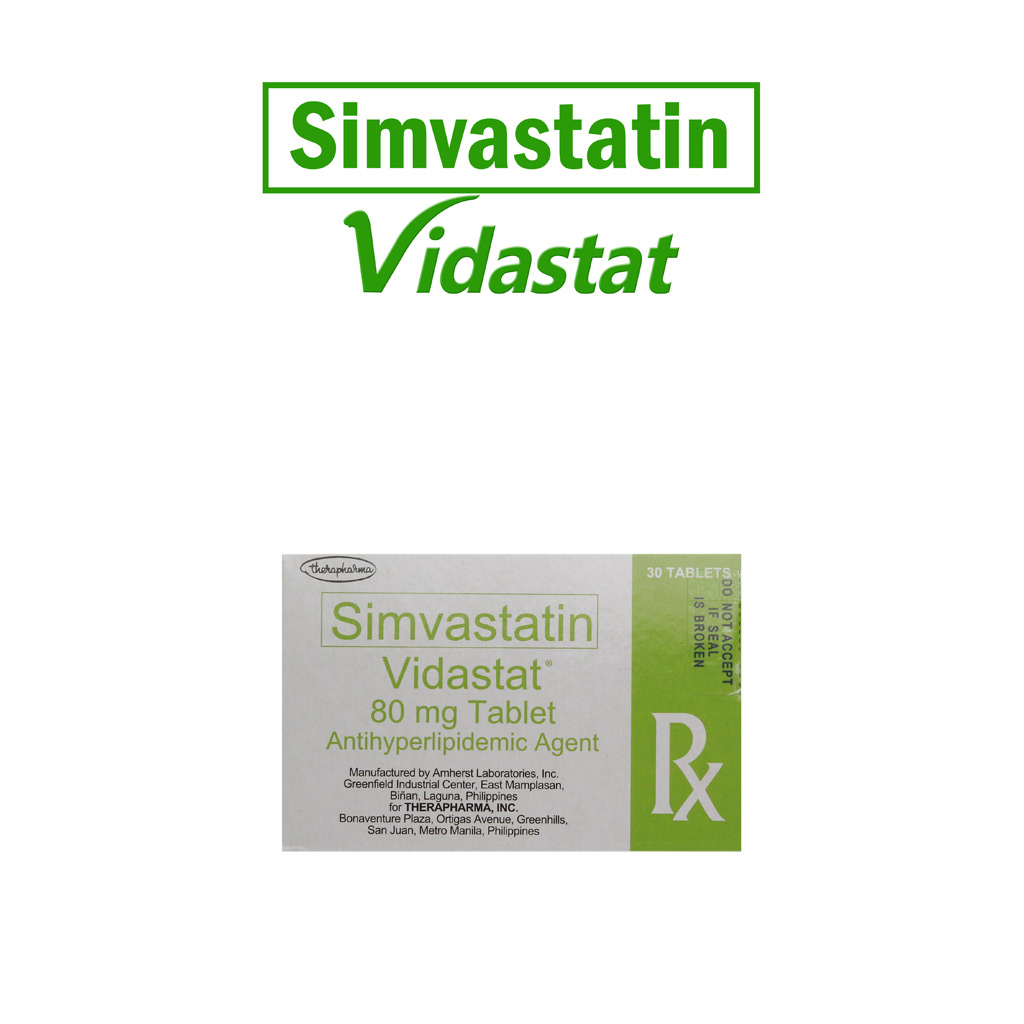 Simvastatin
Vidastat
therapharma
30 TABLETS
Simvastatin
Vidastat®
80 mg Tablet
Antihyperlipidemic Agent
Manufactured by Amherst Laboratories, Inc.
Greenfield Industrial Center, East Mamplasan,
Biñan, Laguna, Philippines
for THERAPHARMA, INC.
Bonaventure Plaza, Ortigas Avenue, Greenhills,
San Juan, Metro Manila, Philippines
DO NOT ACCEPT
IF SEAL
IS BROKEN
Rx